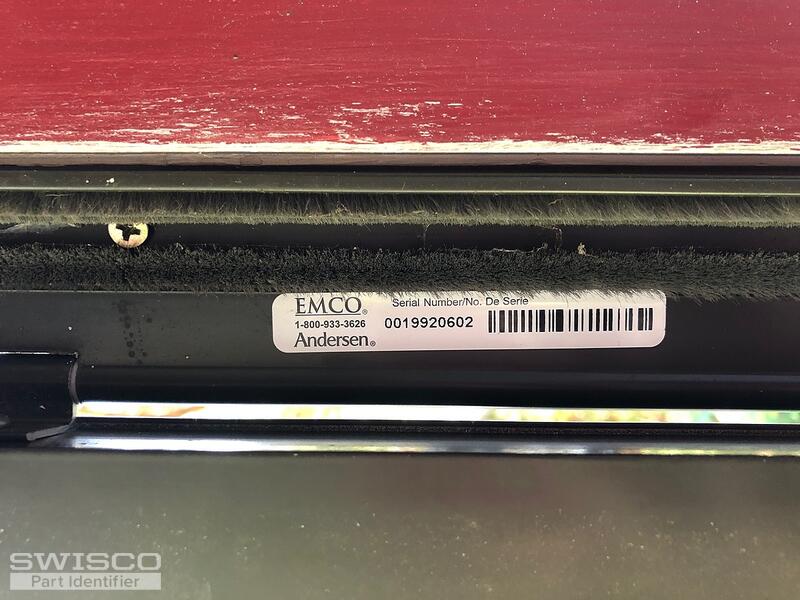 EMCO®
Serial Number/No. De Serie
1-800-933-3626
0019920602
Andersen®
SWISCO
Part Identifier